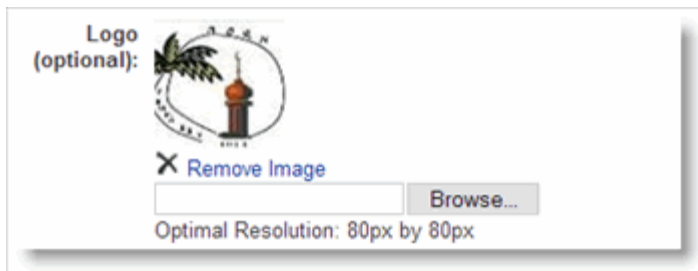 Logo
(optional):
Remove Image
Browse...
Optimal Resolution: 80px by 80px